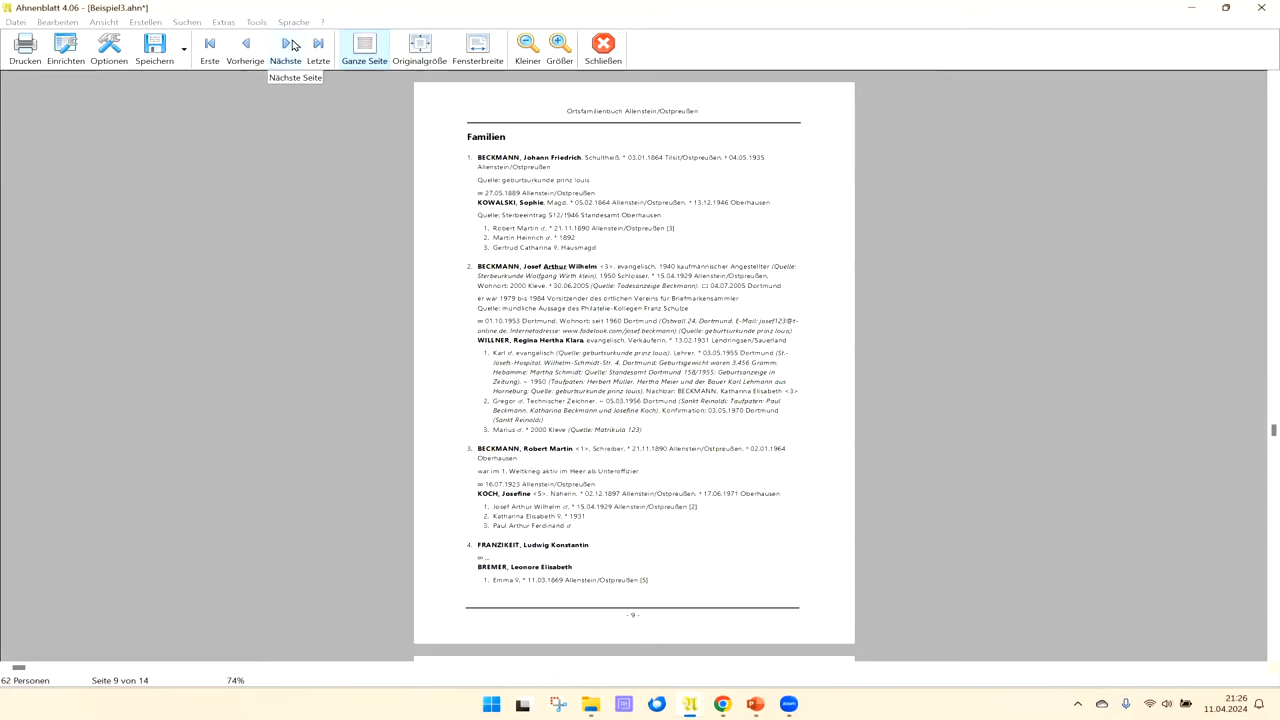 Ahnenblatt 4.06 - [Beispiel3.ahn*]
Datei Bearbeiten Ansicht Erstellen Suchen Extras Tools Sprache ?
Drucken Einrichten Optionen Speichern Erste Vorherige Nächste Letzte Ganze Seite Originalgröße Fensterbreite Kleiner Größer Schließen
Nächste Seite
Ortsfamilienbuch Allenstein/Ostpreußen
Familien
1. BECKMANN, Johann Friedrich, Schultheiß, * 03.01.1864 Tilsit/Ostpreußen, † 04.05.1935
Allenstein/Ostpreußen
Quelle: geburtsurkunde prinz louis
∞ 27.05.1889 Allenstein/Ostpreußen
KOWALSKI, Sophie, Magd, * 05.02.1864 Allenstein/Ostpreußen, † 13.12.1946 Oberhausen
Quelle: Sterbeeintrag 512/1946 Standesamt Oberhausen
1. Robert Martin ♂, * 21.11.1890 Allenstein/Ostpreußen [3]
2. Martin Heinrich ♂, * 1892
3. Gertrud Catharina ♀, Hausmagd
2. BECKMANN, Josef Arthur Wilhelm <3>, evangelisch, 1940 kaufmännischer Angestellter (Quelle:
Sterbeurkunde Wolfgang Wirth klein), 1950 Schlosser, * 15.04.1929 Allenstein/Ostpreußen,
Wohnort: 2000 Kleve, † 30.06.2005 (Quelle: Todesanzeige Beckmann), ⚰ 04.07.2005 Dortmund
er war 1979 bis 1984 Vorsitzender des örtlichen Vereins für Briefmarkensammler
Quelle: mündliche Aussage des Philatelie-Kollegen Franz Schulze
∞ 01.10.1953 Dortmund, Wohnort: seit 1960 Dortmund (Ostwall 24, Dortmund, E-Mail: josef123@t-
online.de, Internetadresse: www.fadelook.com/josef.beckmann) (Quelle: geburtsurkunde prinz louis)
WILLNER, Regina Hertha Klara, evangelisch, Verkäuferin, * 13.02.1931 Lendringsen/Sauerland
1. Karl ♂, evangelisch (Quelle: geburtsurkunde prinz louis), Lehrer, * 03.05.1955 Dortmund (St.-
Josefs-Hospital, Wilhelm-Schmidt-Str. 4, Dortmund; Geburtsgewicht waren 3.456 Gramm;
Hebamme: Martha Schmidt; Quelle: Standesamt Dortmund 158/1955; Geburtsanzeige in
Zeitung), ~ 1950 (Taufpaten: Herbert Müller, Hertha Meier und der Bauer Karl Lehmann aus
Horneburg; Quelle: geburtsurkunde prinz louis), Nachbar: BECKMANN, Katharina Elisabeth <3>
2. Gregor ♂, Technischer Zeichner, ~ 05.03.1956 Dortmund (Sankt Reinoldi; Taufpaten: Paul
Beckmann, Katharina Beckmann und Josefine Koch), Konfirmation: 03.05.1970 Dortmund
(Sankt Reinoldi)
3. Marius ♂, * 2000 Kleve (Quelle: Matrikula 123)
3. BECKMANN, Robert Martin <1>, Schreiber, * 21.11.1890 Allenstein/Ostpreußen, † 02.01.1964
Oberhausen
war im 1. Weltkrieg aktiv im Heer als Unteroffizier
∞ 16.07.1923 Allenstein/Ostpreußen
KOCH, Josefine <5>, Näherin, * 02.12.1897 Allenstein/Ostpreußen, † 17.06.1971 Oberhausen
1. Josef Arthur Wilhelm ♂, * 15.04.1929 Allenstein/Ostpreußen [2]
2. Katharina Elisabeth ♀, * 1931
3. Paul Arthur Ferdinand ♂
4. FRANZIKEIT, Ludwig Konstantin
∞ ...
BREMER, Leonore Elisabeth
1. Emma ♀, * 11.03.1869 Allenstein/Ostpreußen [5]
- 9 -
62 Personen Seite 9 von 14 74%
zoom
21:26
11.04.2024